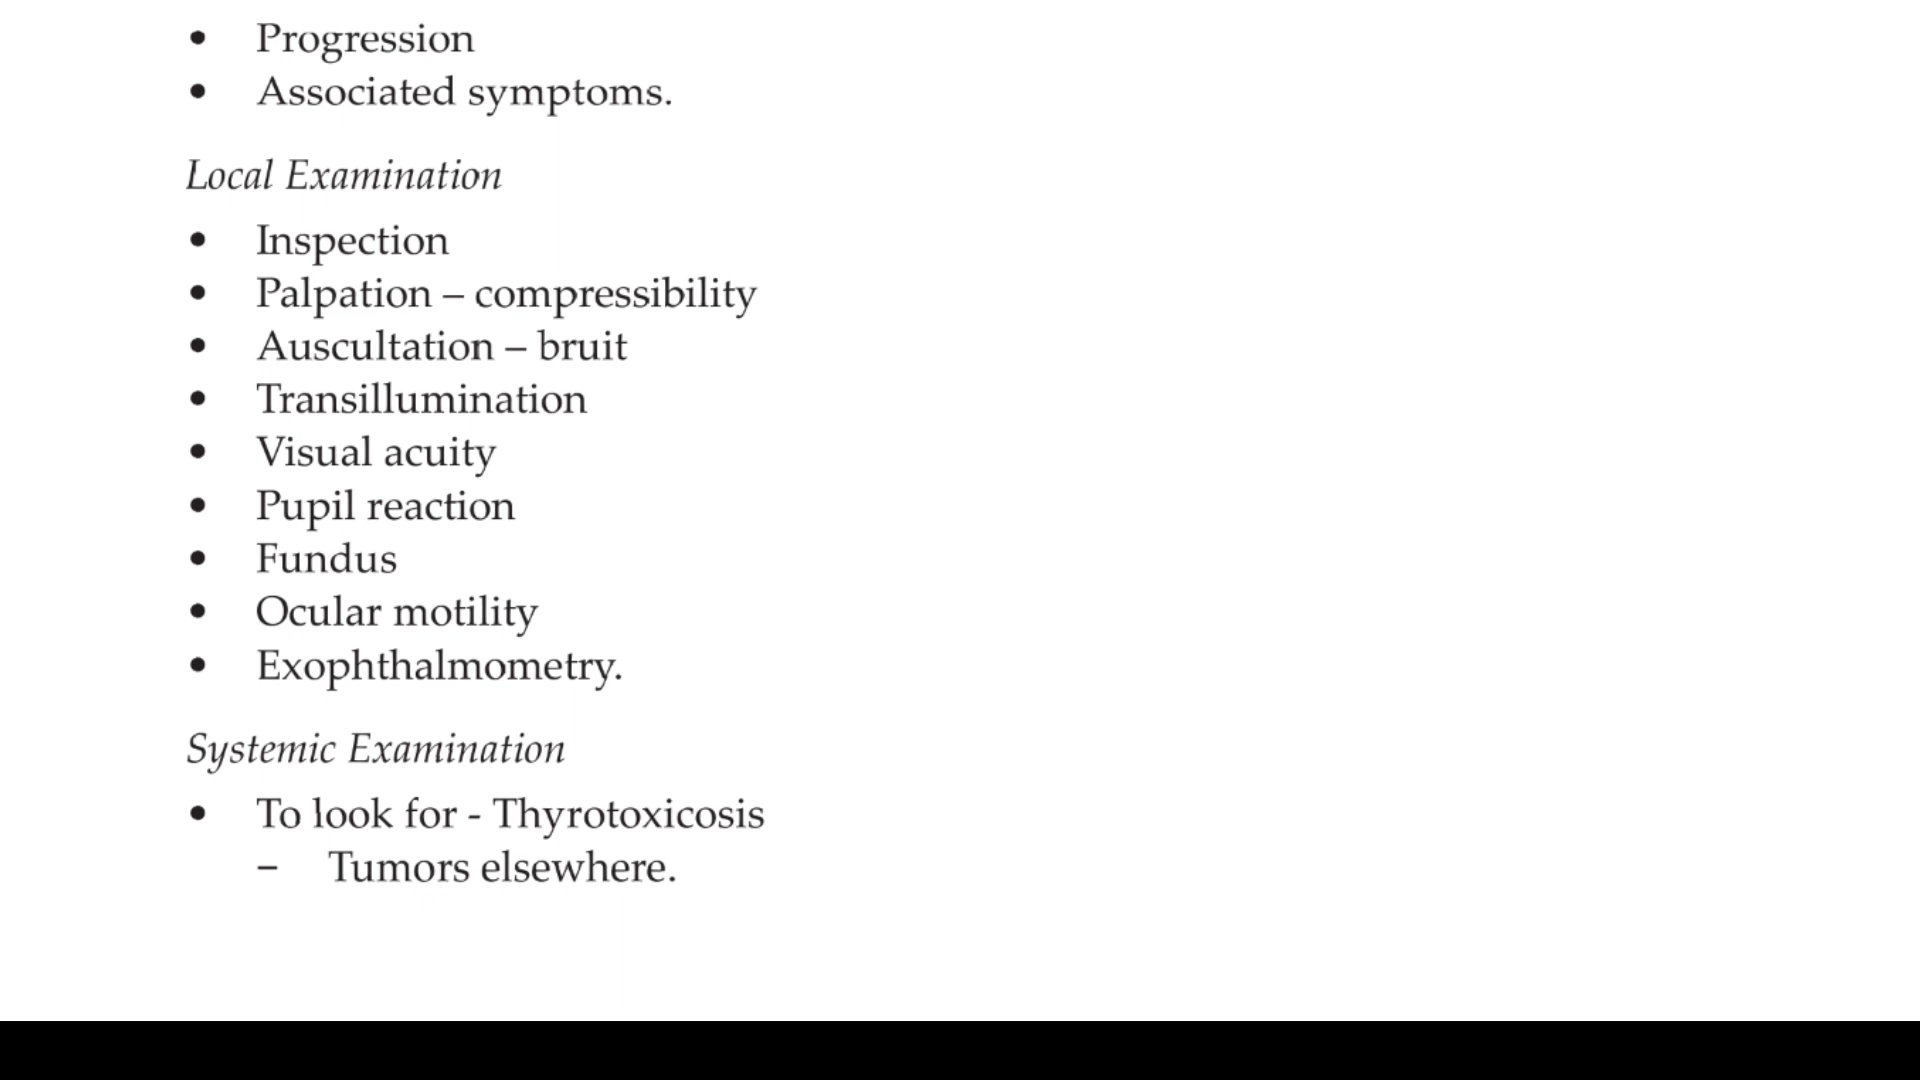 • Progression
• Associated symptoms.
Local Examination
• Inspection
• Palpation – compressibility
• Auscultation – bruit
• Transillumination
• Visual acuity
• Pupil reaction
• Fundus
• Ocular motility
• Exophthalmometry.
Systemic Examination
• To look for - Thyrotoxicosis
– Tumors elsewhere.